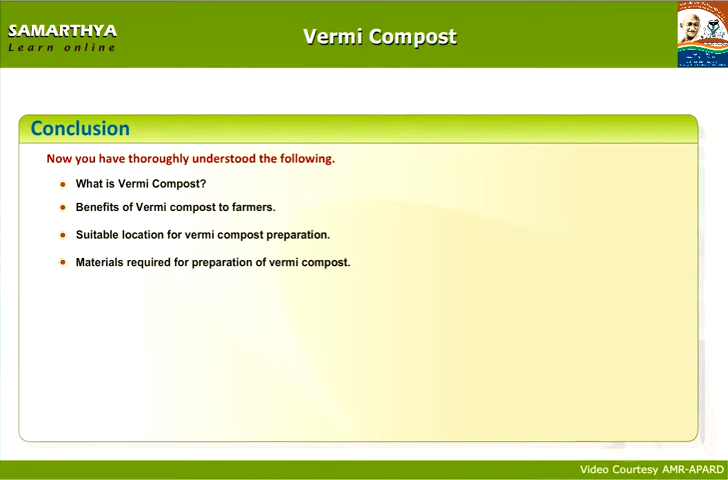 SAMARTHYA
Learn online
Vermi Compost
Conclusion
Now you have thoroughly understood the following.
What is Vermi Compost?
Benefits of Vermi compost to farmers.
Suitable location for vermi compost preparation.
Materials required for preparation of vermi compost.
Video Courtesy AMR-APARD